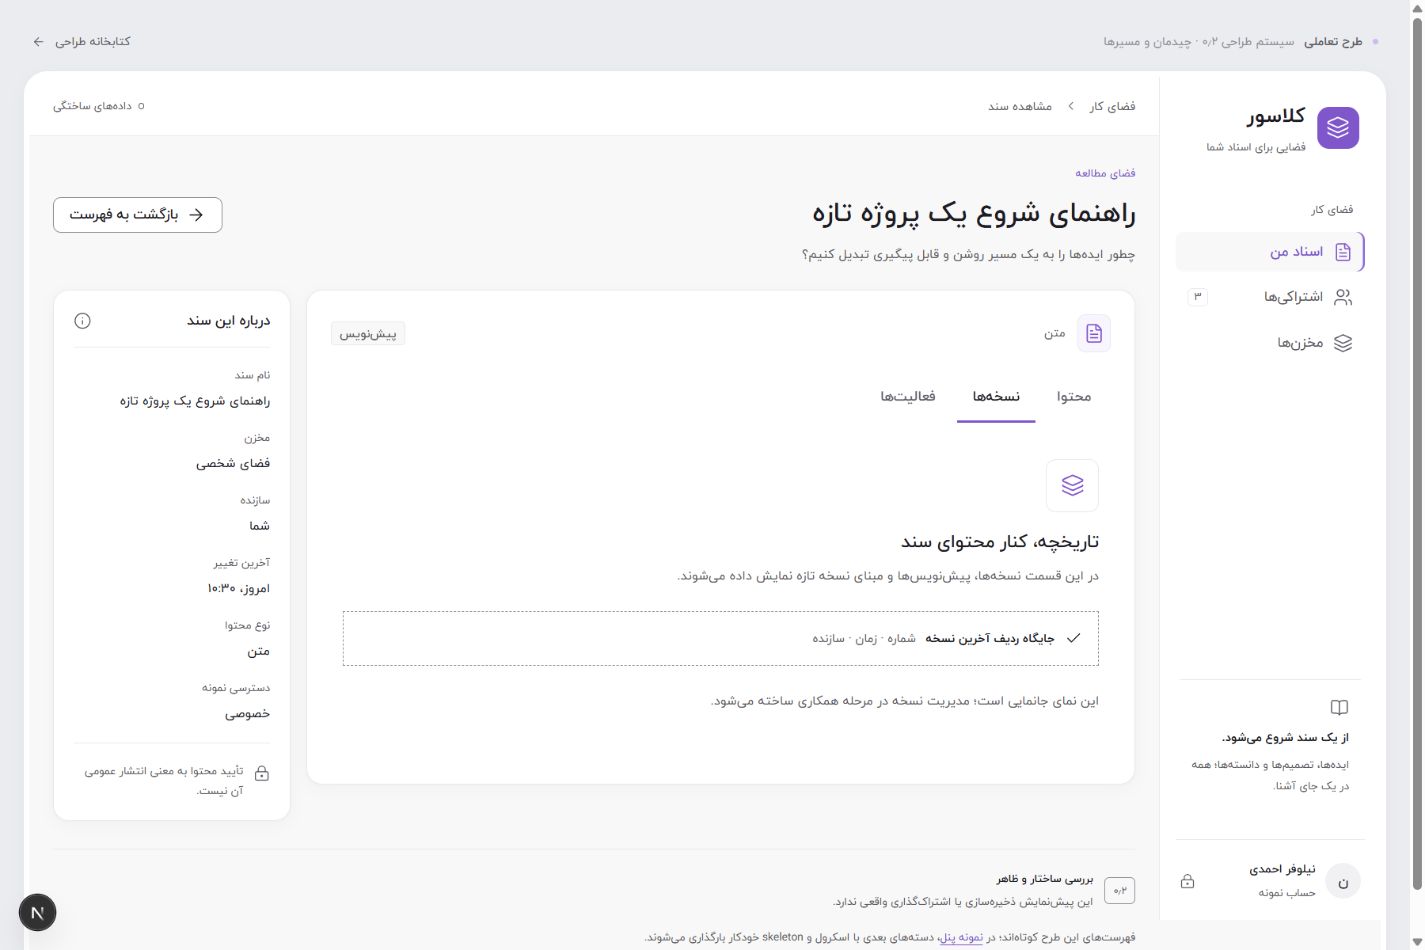 طرح تعاملی سیستم طراحی ۰٫۲ · چیدمان و مسیرها
کتابخانه طراحی
کلاسور
فضایی برای اسناد شما
فضای کار
اسناد من
اشتراکی‌ها ۳
مخزن‌ها
از یک سند شروع می‌شود.
ایده‌ها، تصمیم‌ها و دانسته‌ها؛ همه
در یک جای آشنا.
ن
نیلوفر احمدی
حساب نمونه
فضای کار
مشاهده سند
داده‌های ساختگی
فضای مطالعه
راهنمای شروع یک پروژه تازه
چطور ایده‌ها را به یک مسیر روشن و قابل پیگیری تبدیل کنیم؟
بازگشت به فهرست
متن
پیش‌نویس
محتوا
نسخه‌ها
فعالیت‌ها
تاریخچه، کنار محتوای سند
در این قسمت نسخه‌ها، پیش‌نویس‌ها و مبنای نسخه تازه نمایش داده می‌شوند.
جایگاه ردیف آخرین نسخه شماره · زمان · سازنده
این نمای جانمایی است؛ مدیریت نسخه در مرحله همکاری ساخته می‌شود.
درباره این سند
نام سند
راهنمای شروع یک پروژه تازه
مخزن
فضای شخصی
سازنده
شما
آخرین تغییر
امروز، ۱۰:۳۰
نوع محتوا
متن
دسترسی نمونه
خصوصی
تأیید محتوا به معنی انتشار عمومی
آن نیست.
۰٫۲
بررسی ساختار و ظاهر
این پیش‌نمایش ذخیره‌سازی یا اشتراک‌گذاری واقعی ندارد.
فهرست‌های این طرح کوتاه‌اند؛ در نمونه پنل، دسته‌های بعدی با اسکرول و skeleton خودکار بارگذاری می‌شوند.
N